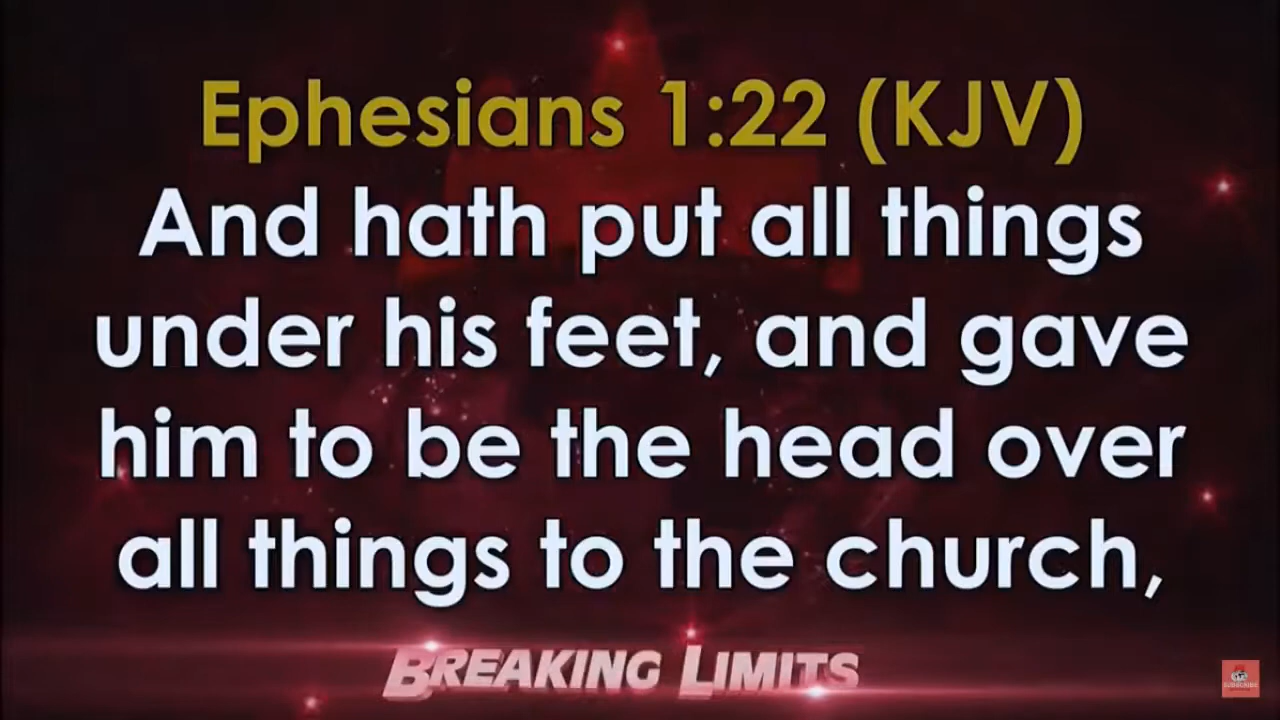 Ephesians 1:22 (KJV)
And hath put all things
under his feet, and gave
him to be the head over
all things to the church,
BREAKING LIMITS
SUBSCRIBE